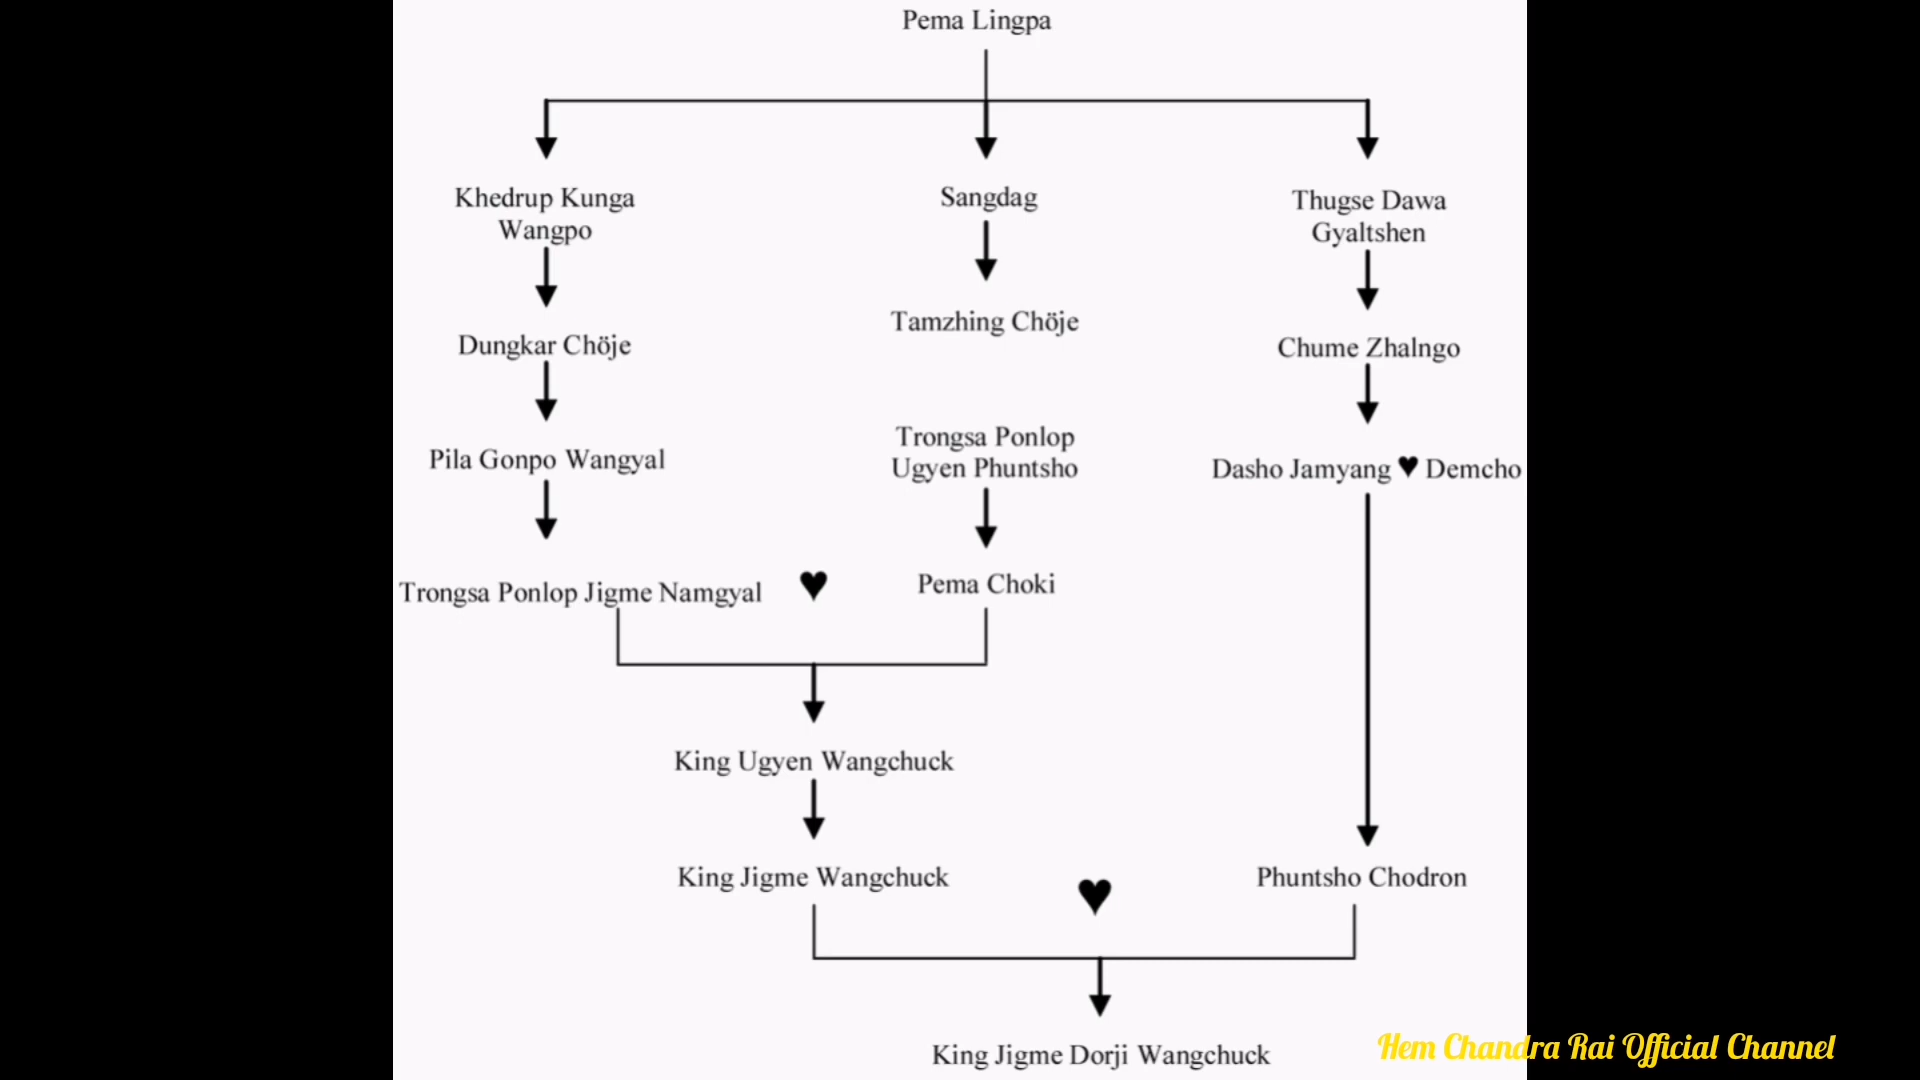 Pema Lingpa
Khedrup Kunga
Wangpo
Sangdag
Thugse Dawa
Gyaltshen
Dungkar Chöje
Tamzhing Chöje
Chume Zhalngo
Pila Gonpo Wangyal
Trongsa Ponlop
Ugyen Phuntsho
Dasho Jamyang ♥ Demcho
Trongsa Ponlop Jigme Namgyal ♥ Pema Choki
King Ugyen Wangchuck
King Jigme Wangchuck ♥ Phuntsho Chodron
King Jigme Dorji Wangchuck
Hem Chandra Rai Official Channel